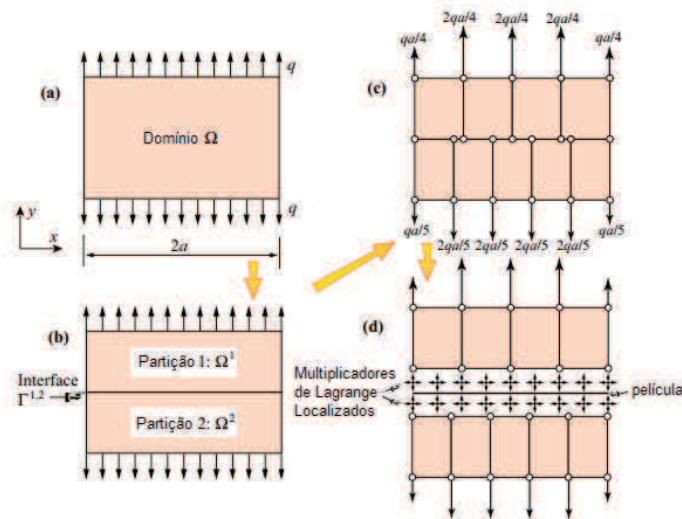 (a)
q
Domínio Ω
q
y
x
2a
(b)
Partição 1: Ω¹
Interface
Γ¹,²
Partição 2: Ω²
(c)
qa/4 2qa/4 2qa/4 2qa/4 qa/4
qa/5 2qa/5 2qa/5 2qa/5 2qa/5 qa/5
(d)
Multiplicadores
de Lagrange
Localizados
película